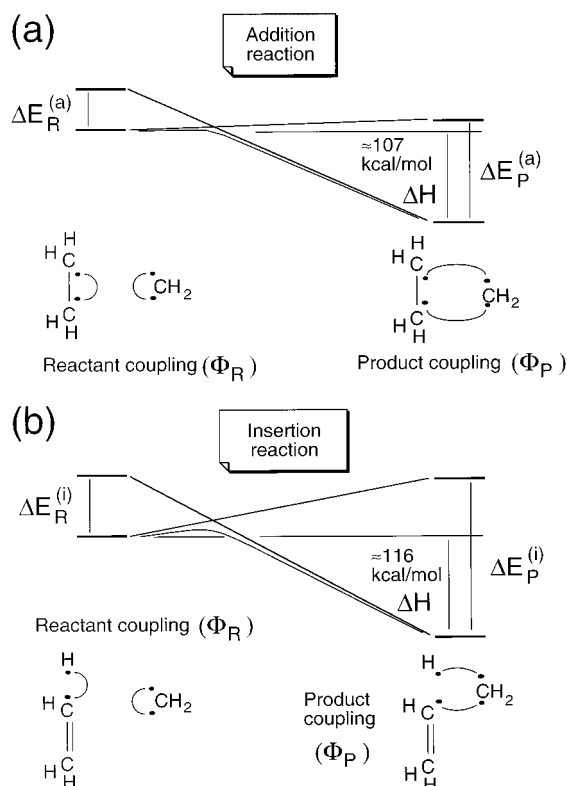 (a)
Addition
reaction
ΔE_R^(a)
≈107
kcal/mol
ΔH
ΔE_P^(a)
H
H C
C
H H
CH2
H
H C
C
H H
CH2
Reactant coupling (Φ_R)
Product coupling (Φ_P)
(b)
Insertion
reaction
ΔE_R^(i)
≈116
kcal/mol
ΔH
ΔE_P^(i)
Reactant coupling (Φ_R)
H
H C
C
H H
CH2
Product
coupling
(Φ_P)
H
H C
C
H H
CH2